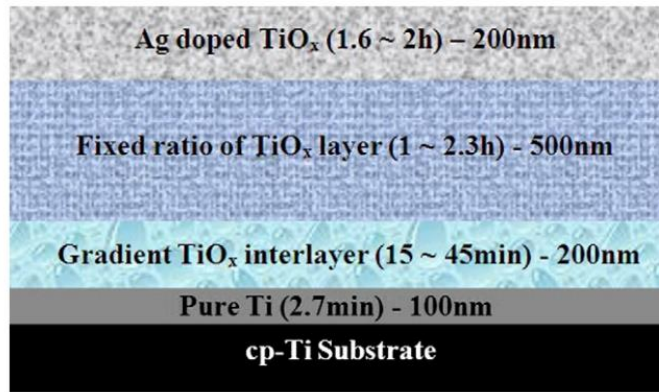 Ag doped TiOₓ (1.6 ~ 2h) – 200nm
Fixed ratio of TiOₓ layer (1 ~ 2.3h) - 500nm
Gradient TiOₓ interlayer (15 ~ 45min) - 200nm
Pure Ti (2.7min) - 100nm
cp-Ti Substrate